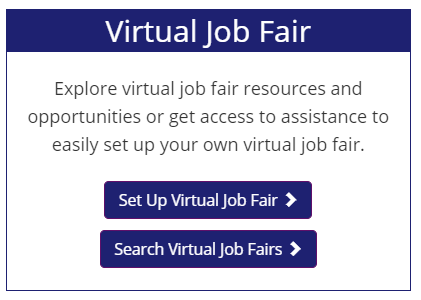 Virtual Job Fair
Explore virtual job fair resources and
opportunities or get access to assistance to
easily set up your own virtual job fair.
Set Up Virtual Job Fair
Search Virtual Job Fairs